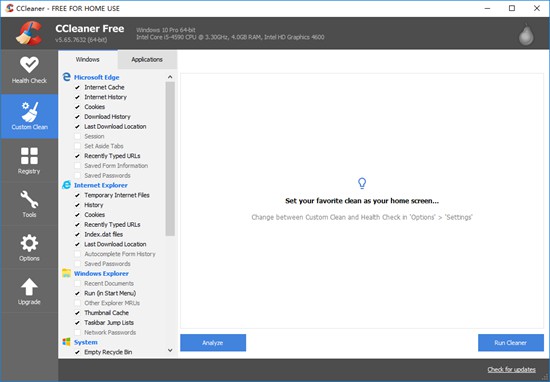 CCleaner - FREE FOR HOME USE
CCleaner Free
v5.65.7632 (64-bit)
Windows 10 Pro 64-bit
Intel Core i5-4590 CPU @ 3.30GHz, 4.0GB RAM, Intel HD Graphics 4600
Health Check
Custom Clean
Registry
Tools
Options
Upgrade
Windows
Applications
Microsoft Edge
Internet Cache
Internet History
Cookies
Download History
Last Download Location
Session
Set Aside Tabs
Recently Typed URLs
Saved Form Information
Saved Passwords
Internet Explorer
Temporary Internet Files
History
Cookies
Recently Typed URLs
Index.dat files
Last Download Location
Autocomplete Form History
Saved Passwords
Windows Explorer
Recent Documents
Run (in Start Menu)
Other Explorer MRUs
Thumbnail Cache
Taskbar Jump Lists
Network Passwords
System
Empty Recycle Bin
Set your favorite clean as your home screen...
Change between Custom Clean and Health Check in 'Options' > 'Settings'
Analyze
Run Cleaner
Check for updates